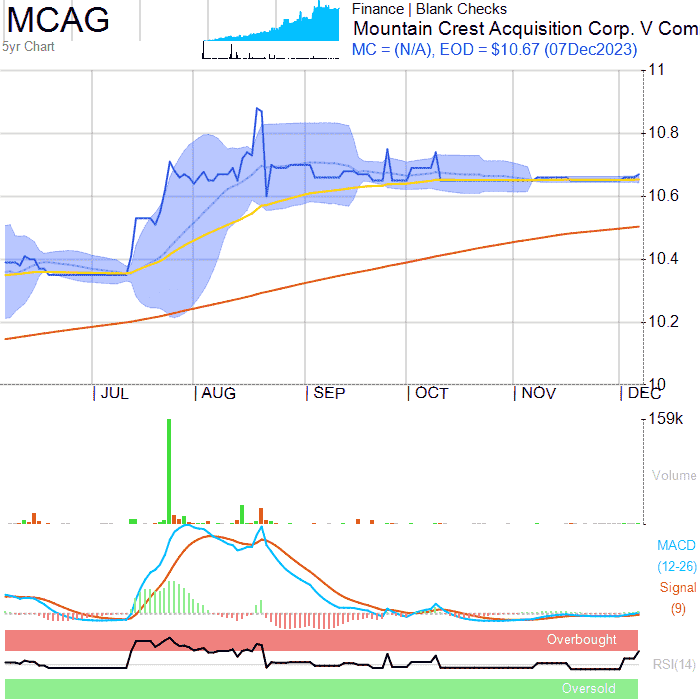 MCAG
5yr Chart
Finance | Blank Checks
Mountain Crest Acquisition Corp. V Com
MC = (N/A), EOD = $10.67 (07Dec2023)
11
10.8
10.6
10.4
10.2
10
JUL AUG SEP OCT NOV DEC
159k
Volume
MACD
(12-26)
Signal
(9)
Overbought
RSI(14)
Oversold